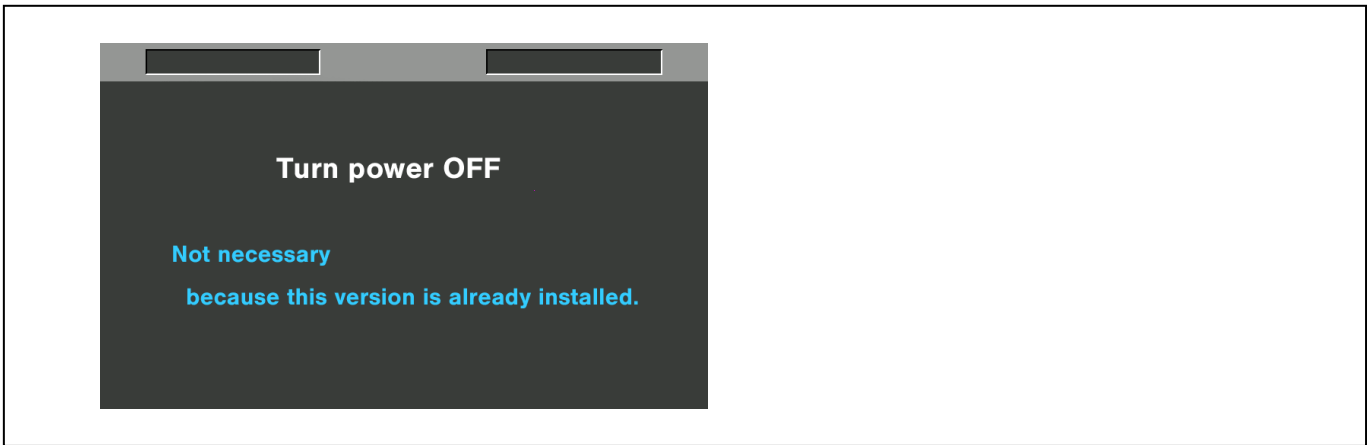 Turn power OFF
Not necessary
because this version is already installed.